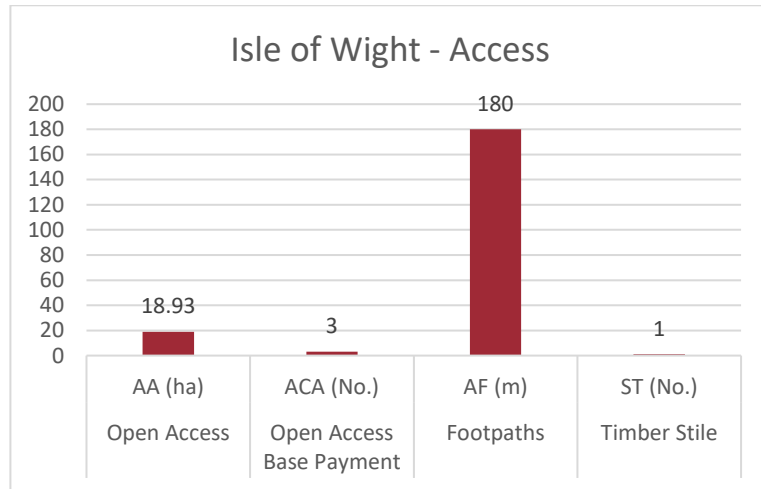 Isle of Wight - Access
200
180
160
140
120
100
80
60
40
20
0
18.93
3
180
1
AA (ha)
ACA (No.)
AF (m)
ST (No.)
Open Access
Open Access
Base Payment
Footpaths
Timber Stile